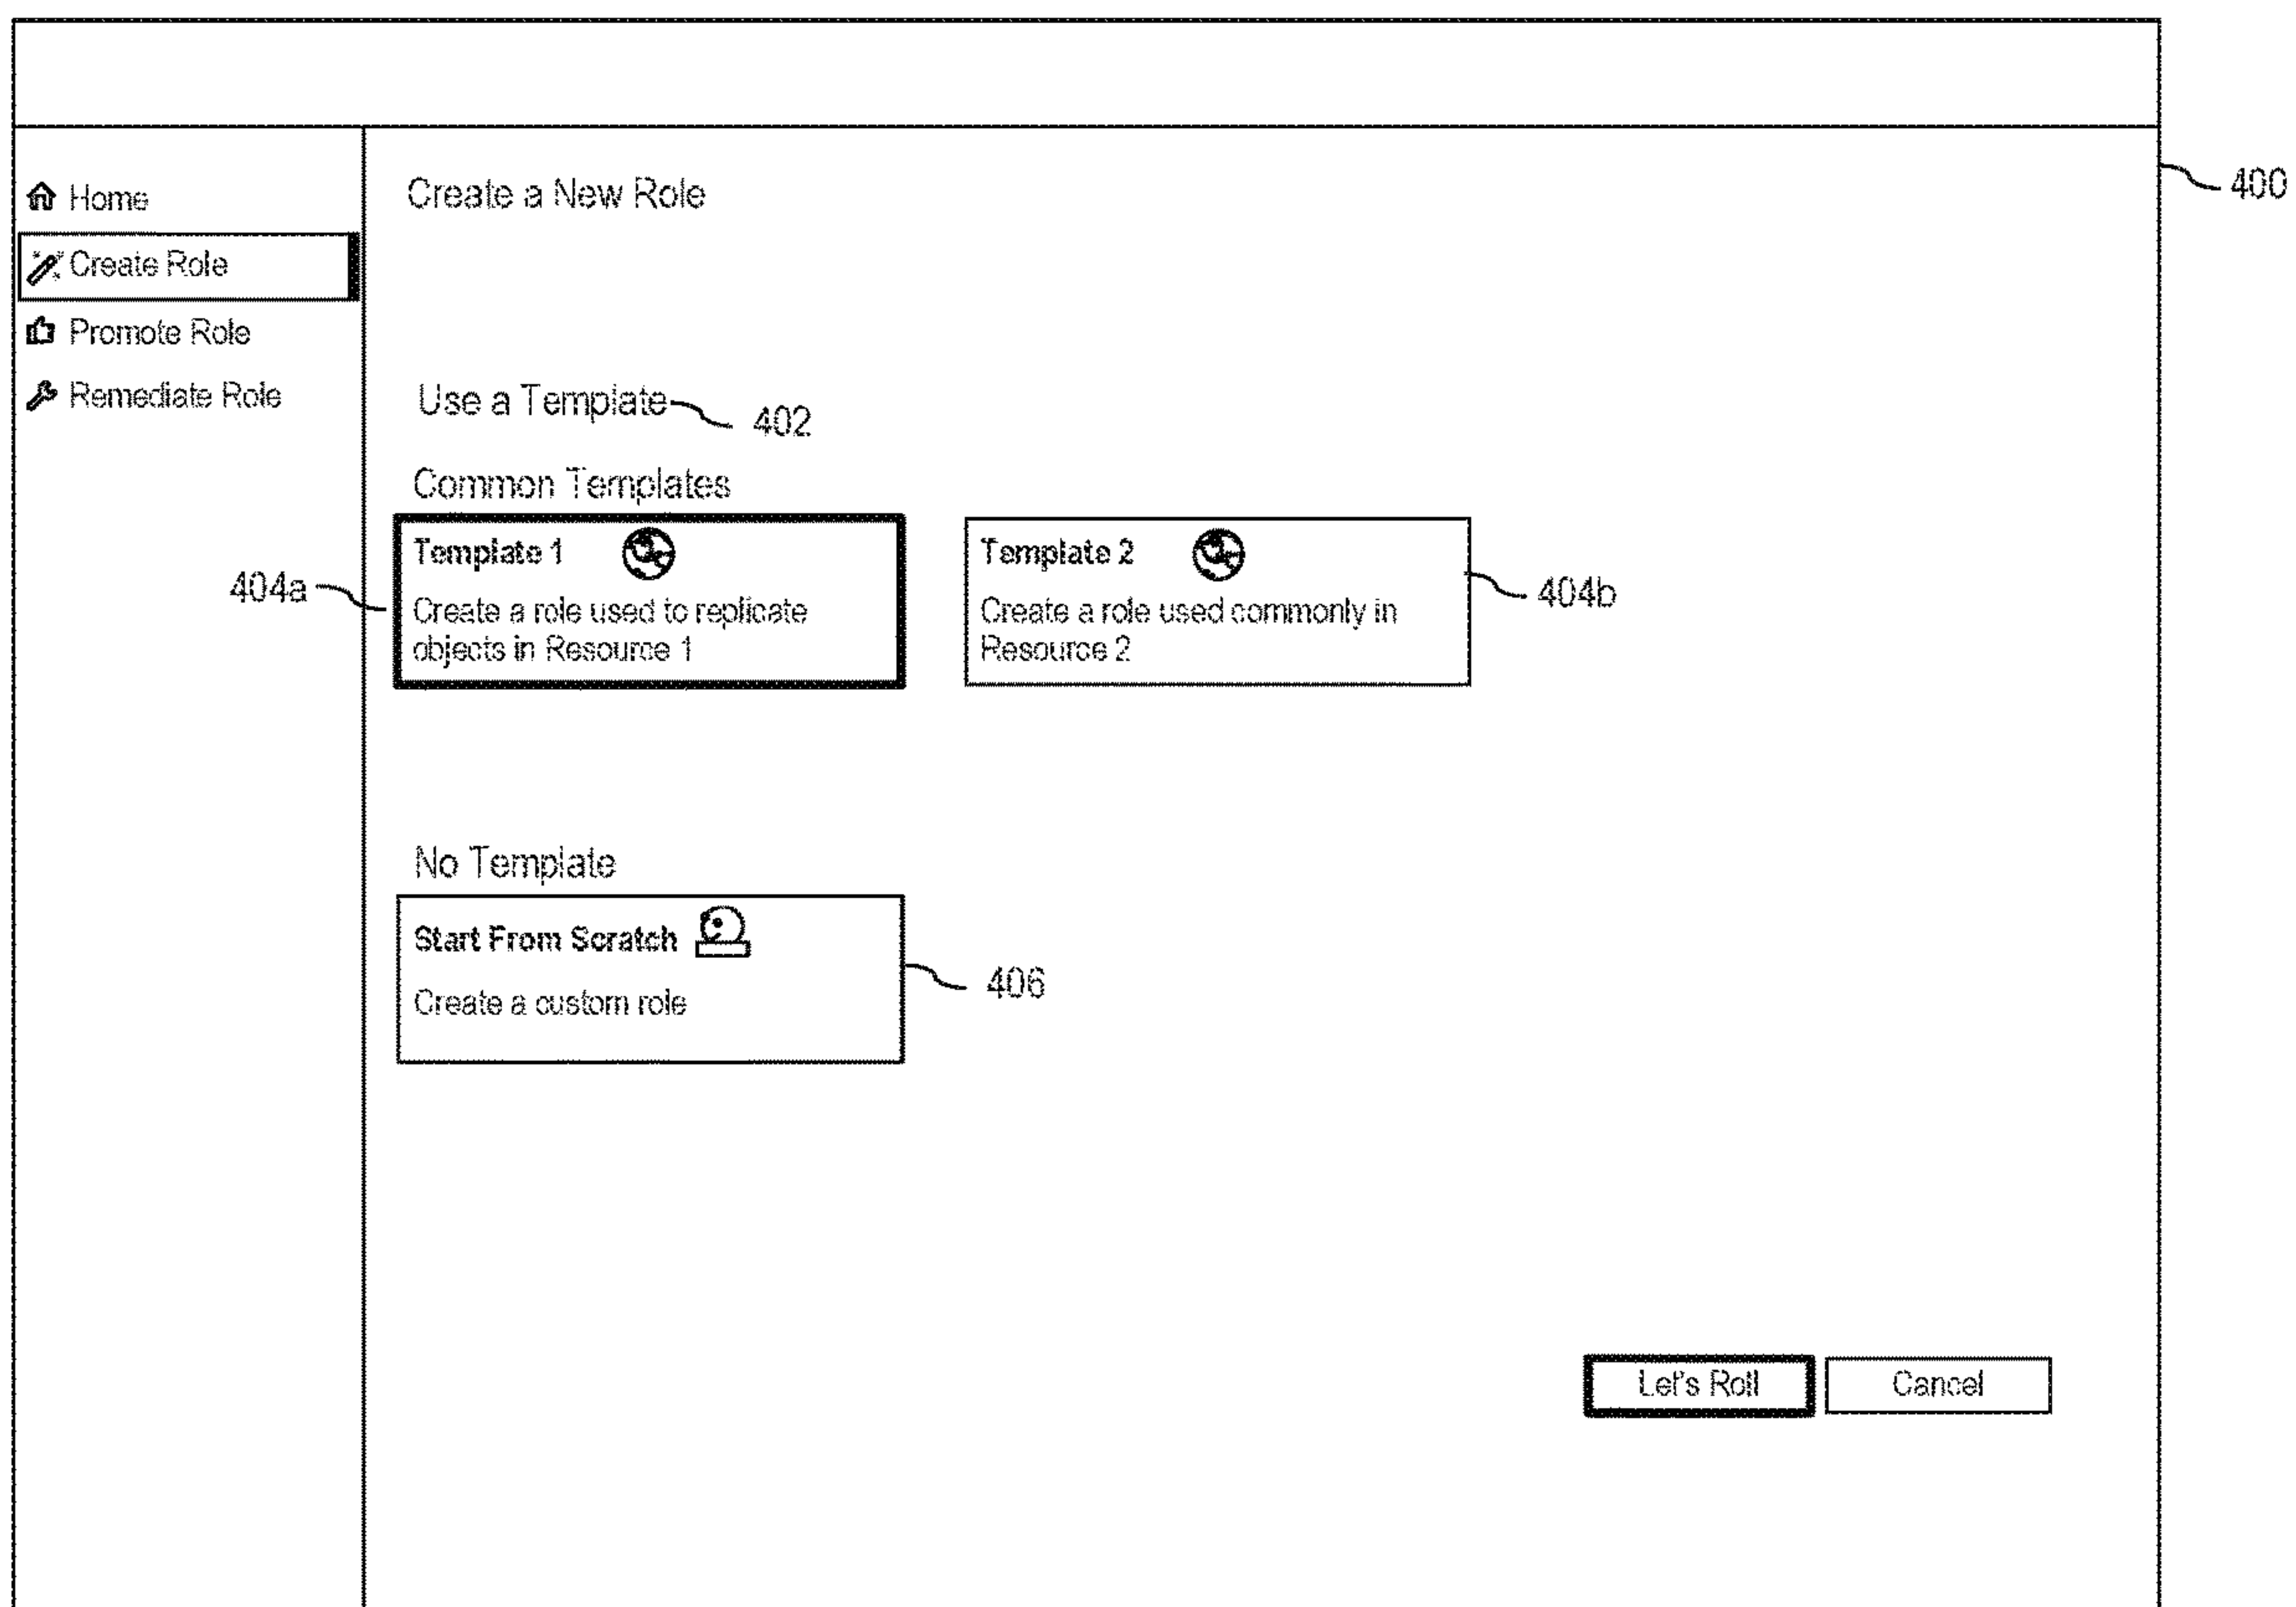 Home
Create Role
Promote Role
Remediate Role
Create a New Role
400
Use a Template
402
Common Templates
404a
Template 1
Create a role used to replicate
objects in Resource 1
Template 2
Create a role used commonly in
Resource 2
404b
No Template
Start From Scratch
Create a custom role
406
Let's Roll
Cancel